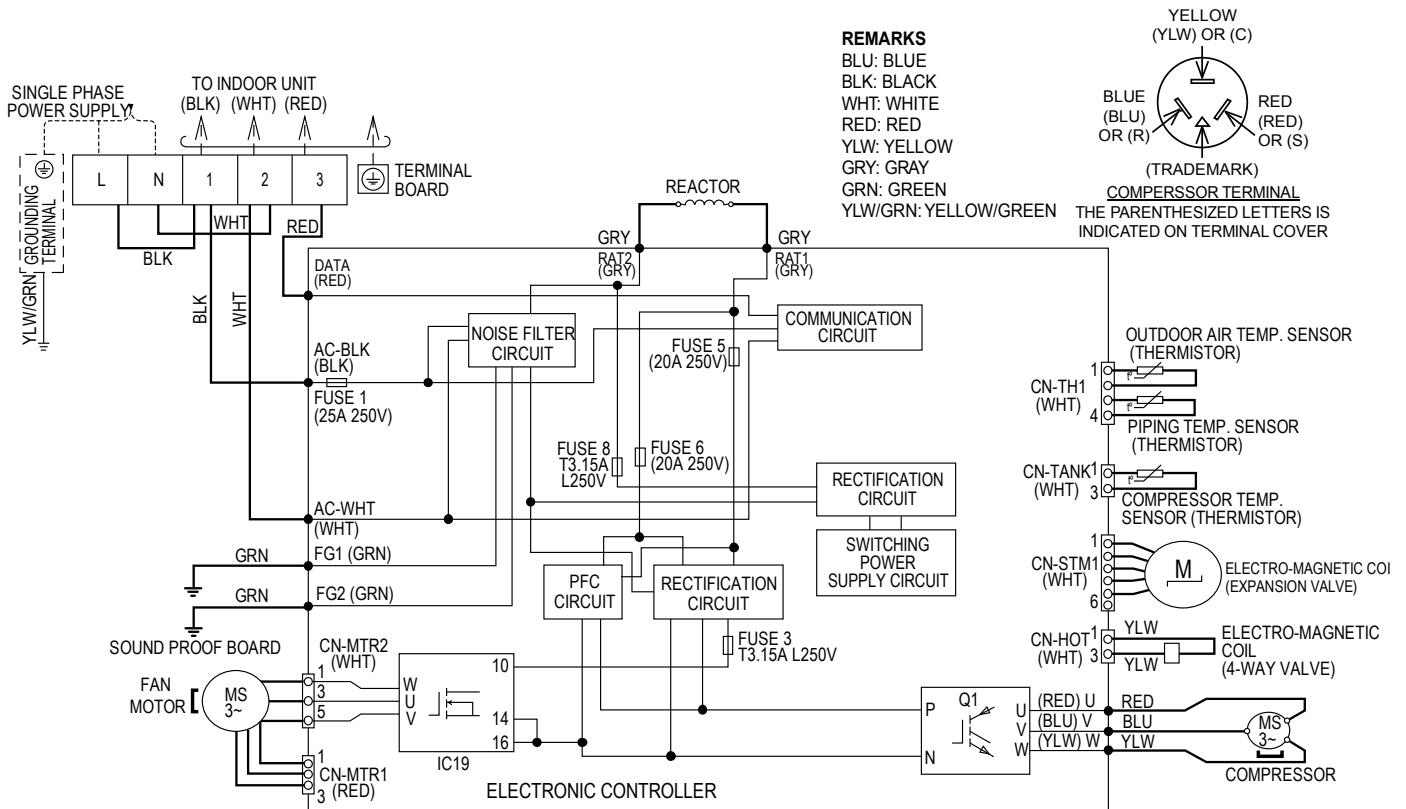 SINGLE PHASE
POWER SUPPLY
TO INDOOR UNIT
(BLK) (WHT) (RED)
GROUNDING
TERMINAL
L N 1 2 3
TERMINAL
BOARD
WHT
RED
BLK
YLW/GRN
BLK
WHT
REMARKS
BLU: BLUE
BLK: BLACK
WHT: WHITE
RED: RED
YLW: YELLOW
GRY: GRAY
GRN: GREEN
YLW/GRN: YELLOW/GREEN
YELLOW
(YLW) OR (C)
BLUE
(BLU)
OR (R)
RED
(RED)
OR (S)
(TRADEMARK)
COMPERSSOR TERMINAL
THE PARENTHESIZED LETTERS IS
INDICATED ON TERMINAL COVER
REACTOR
GRY
GRY
RAT2
(GRY)
RAT1
(GRY)
DATA
(RED)
NOISE FILTER
CIRCUIT
COMMUNICATION
CIRCUIT
AC-BLK
(BLK)
FUSE 1
(25A 250V)
FUSE 5
(20A 250V)
FUSE 8
T3.15A
L250V
FUSE 6
(20A 250V)
RECTIFICATION
CIRCUIT
SWITCHING
POWER
SUPPLY CIRCUIT
AC-WHT
(WHT)
GRN
FG1 (GRN)
GRN
FG2 (GRN)
PFC
CIRCUIT
RECTIFICATION
CIRCUIT
FUSE 3
T3.15A L250V
OUTDOOR AIR TEMP. SENSOR
(THERMISTOR)
1
CN-TH1
(WHT)
4
t°
t°
PIPING TEMP. SENSOR
(THERMISTOR)
CN-TANK
(WHT)
1
3
t°
COMPRESSOR TEMP.
SENSOR (THERMISTOR)
1
CN-STM1
(WHT)
6
M
ELECTRO-MAGNETIC COI
(EXPANSION VALVE)
CN-HOT
(WHT)
1
3
YLW
YLW
ELECTRO-MAGNETIC
COIL
(4-WAY VALVE)
SOUND PROOF BOARD
CN-MTR2
(WHT)
FAN
MOTOR
MS
3~
1
3
5
W
U
V
10
14
16
IC19
1
CN-MTR1
(RED)
3
ELECTRONIC CONTROLLER
P
N
Q1
U
V
W
(RED) U
(BLU) V
(YLW) W
RED
BLU
YLW
MS
3~
COMPRESSOR